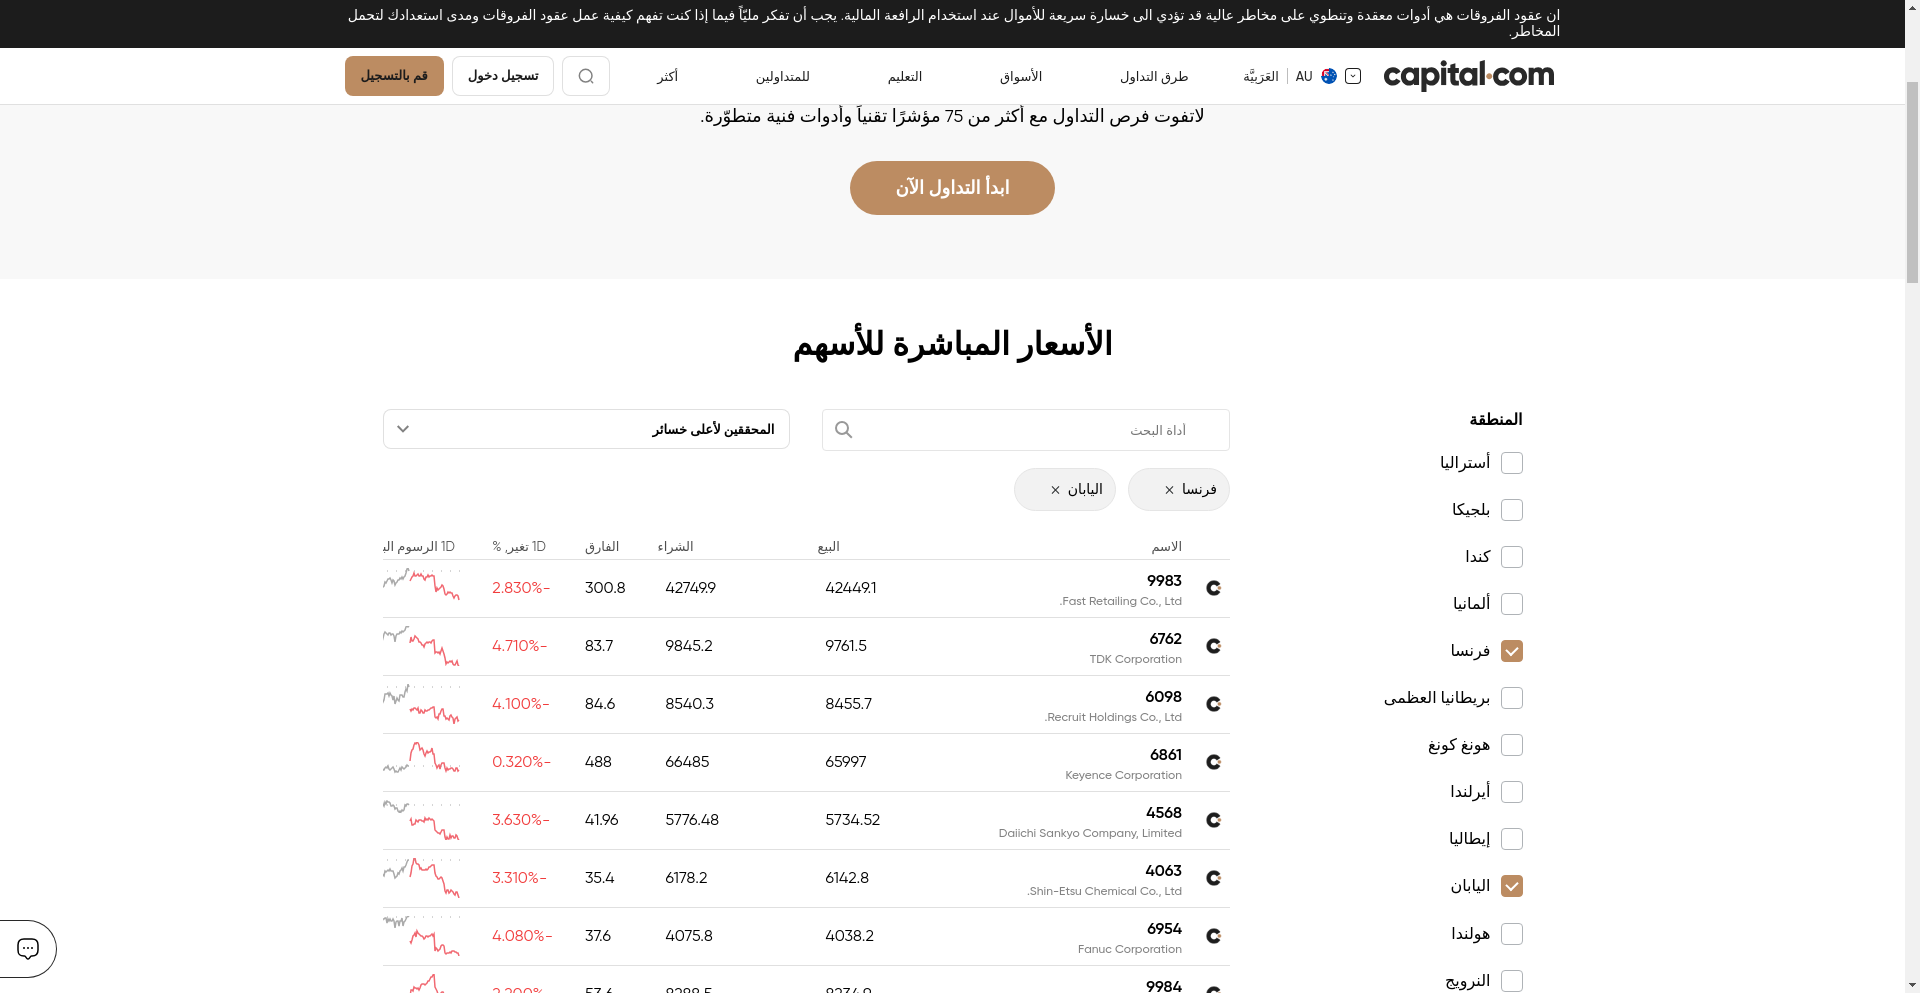 ان عقود الفروقات هي أدوات معقدة وتنطوي على مخاطر عالية قد تؤدي الى خسارة سريعة للأموال عند استخدام الرافعة المالية. يجب أن تفكر مليّاً فيما إذا كنت تفهم كيفية عمل عقود الفروقات ومدى استعدادك لتحمل
المخاطر.
capital.com
AU العَرَبيَّة
طرق التداول
الأسواق
التعليم
للمتداولين
أكثر
تسجيل دخول
قم بالتسجيل
لاتفوت فرص التداول مع أكثر من 75 مؤشرًا تقنياً وأدوات فنية متطوّرة.
ابدأ التداول الآن
الأسعار المباشرة للأسهم
المنطقة
أستراليا
بلجيكا
كندا
ألمانيا
فرنسا
بريطانيا العظمى
هونغ كونغ
أيرلندا
إيطاليا
اليابان
هولندا
النرويج
أداة البحث
المحققين لأعلى خسائر
فرنسا ×
اليابان ×
الاسم البيع الشراء الفارق 1D تغير, % 1D الرسوم الب
9983
Fast Retailing Co., Ltd.
42449.1 42749.9 300.8 -2.830%
6762
TDK Corporation
9761.5 9845.2 83.7 -4.710%
6098
Recruit Holdings Co., Ltd.
8455.7 8540.3 84.6 -4.100%
6861
Keyence Corporation
65997 66485 488 -0.320%
4568
Daiichi Sankyo Company, Limited
5734.52 5776.48 41.96 -3.630%
4063
Shin-Etsu Chemical Co., Ltd.
6142.8 6178.2 35.4 -3.310%
6954
Fanuc Corporation
4038.2 4075.8 37.6 -4.080%
9984
8234.9 8288.5 53.6 -2.200%